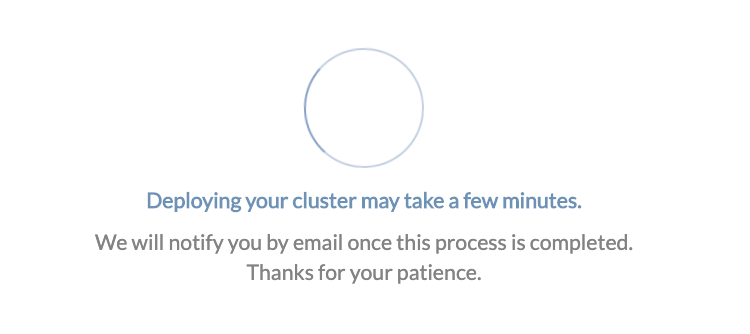 Deploying your cluster may take a few minutes.
We will notify you by email once this process is completed.
Thanks for your patience.